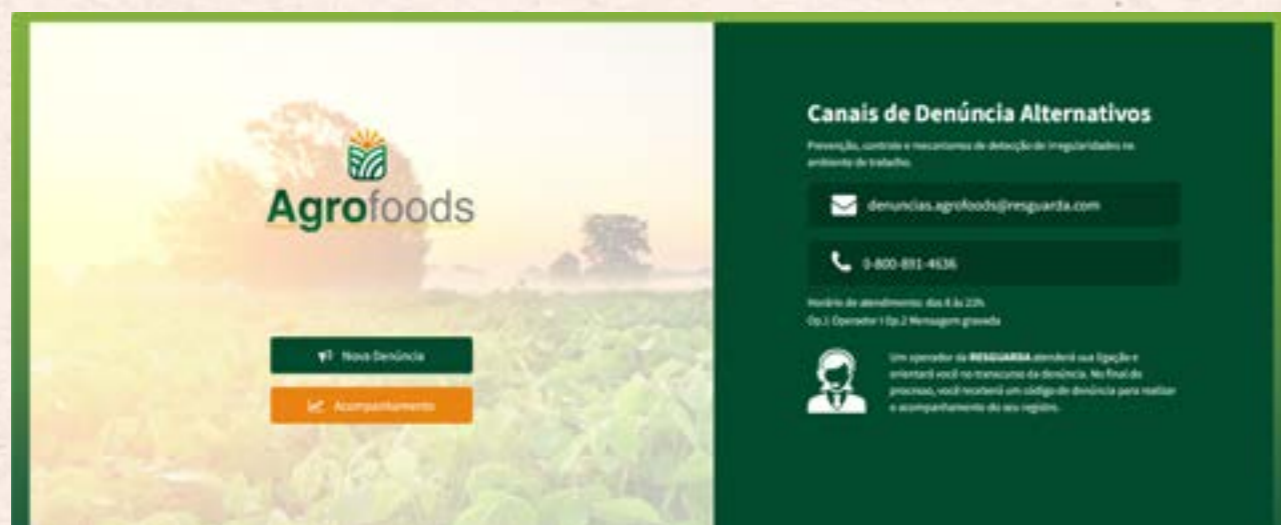 Agrofoods
Nova Denúncia
Acompanhamento
Canais de Denúncia Alternativos
Prevenção, controle e mecanismos de detecção de irregularidades no
ambiente de trabalho.
denuncias.agrofoods@resguarda.com
0-800-891-4636
Horário de atendimento: das 8 às 22h.
Op.1 Operador I Op.2 Mensagem gravada
Um operador da RESGUARDA atenderá sua ligação e
orientará você no transcurso da denúncia. No final do
processo, você receberá um código de denúncia para realizar
o acompanhamento do seu registro.